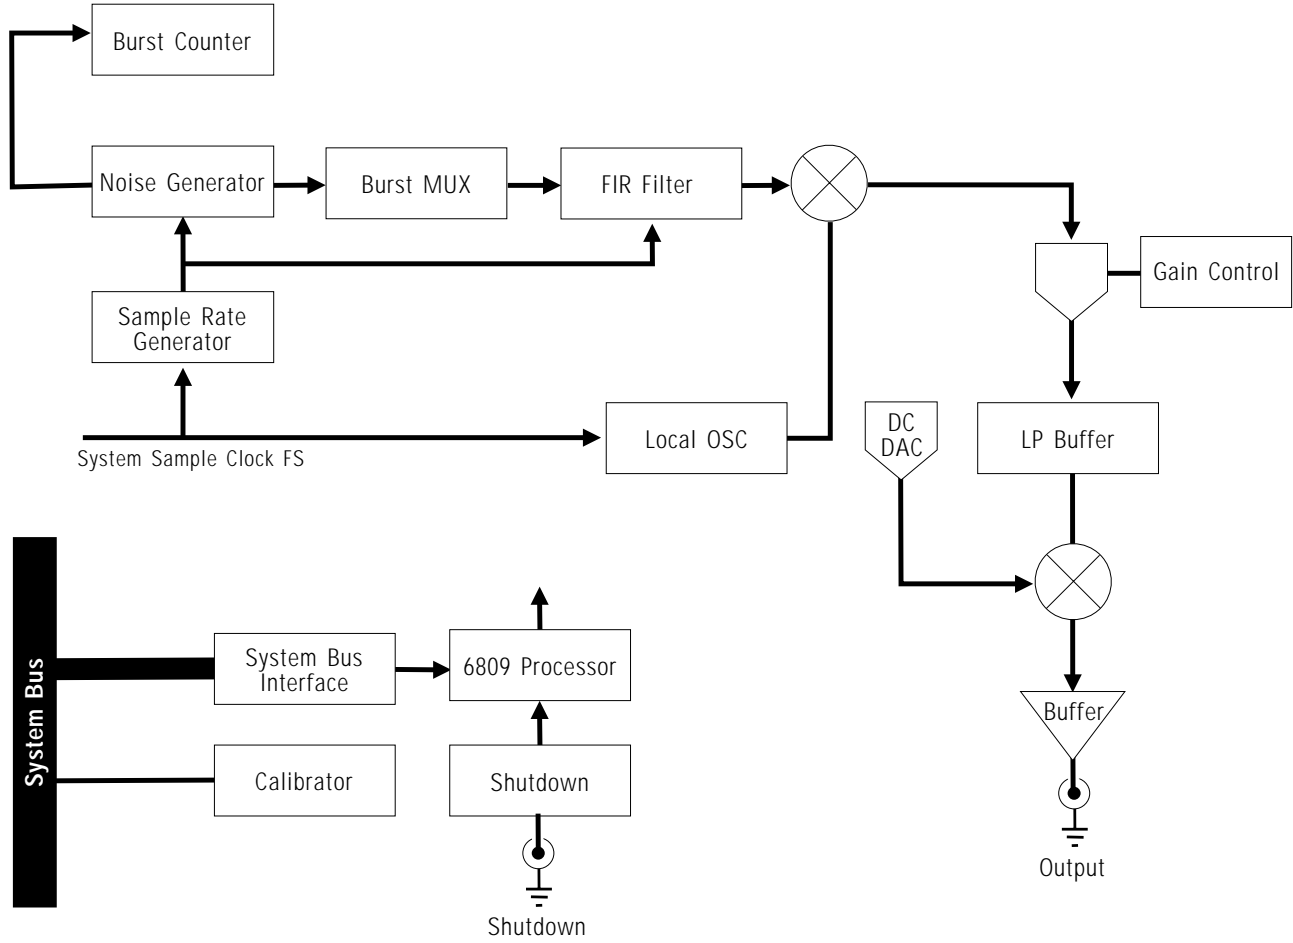 Burst Counter
Noise Generator
Burst MUX
FIR Filter
Gain Control
Sample Rate
Generator
System Sample Clock FS
Local OSC
DC
DAC
LP Buffer
System Bus
System Bus
Interface
6809 Processor
Buffer
Calibrator
Shutdown
Output
Shutdown